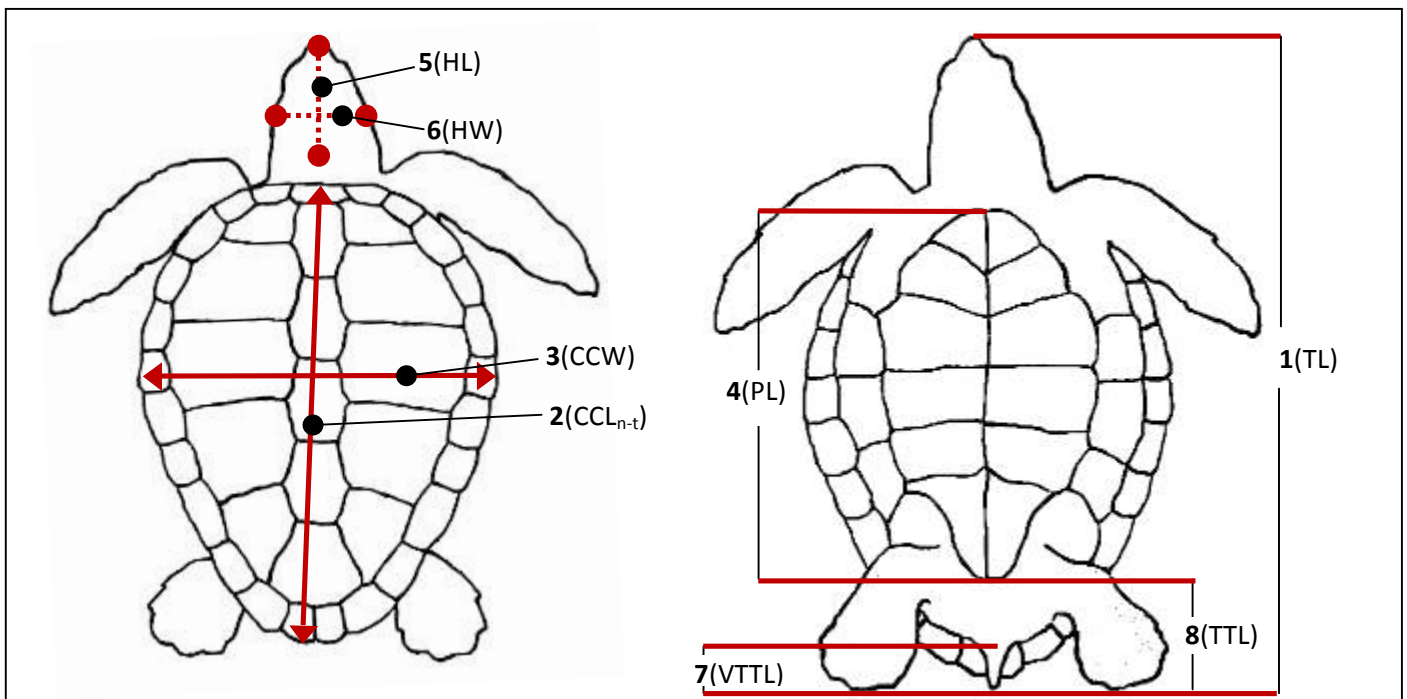 5(HL)
6(HW)
3(CCW)
2(CCLn-t)
4(PL)
1(TL)
8(TTL)
7(VTTL)